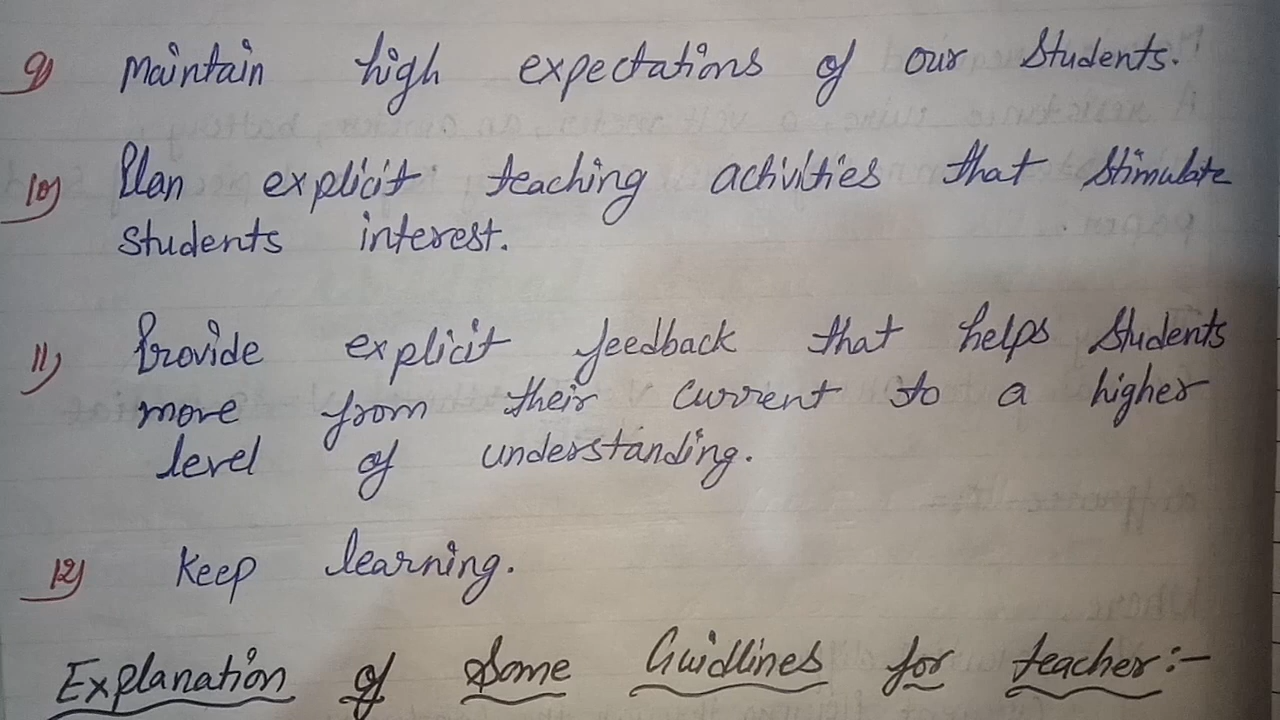 9) Maintain high expectations of our students.
10) Plan explicit teaching activities that stimulate
students interest.
11) Provide explicit feedback that helps students
more from their current to a higher
level of understanding.
12) Keep learning.
Explanation of Some Guidlines for teacher:-